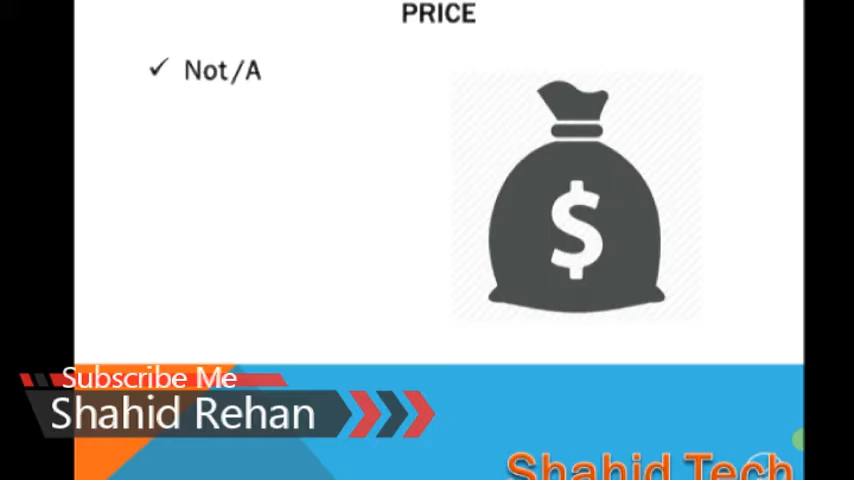 PRICE
✓ Not/A
$
Subscribe Me
Shahid Rehan
Shahid Tech